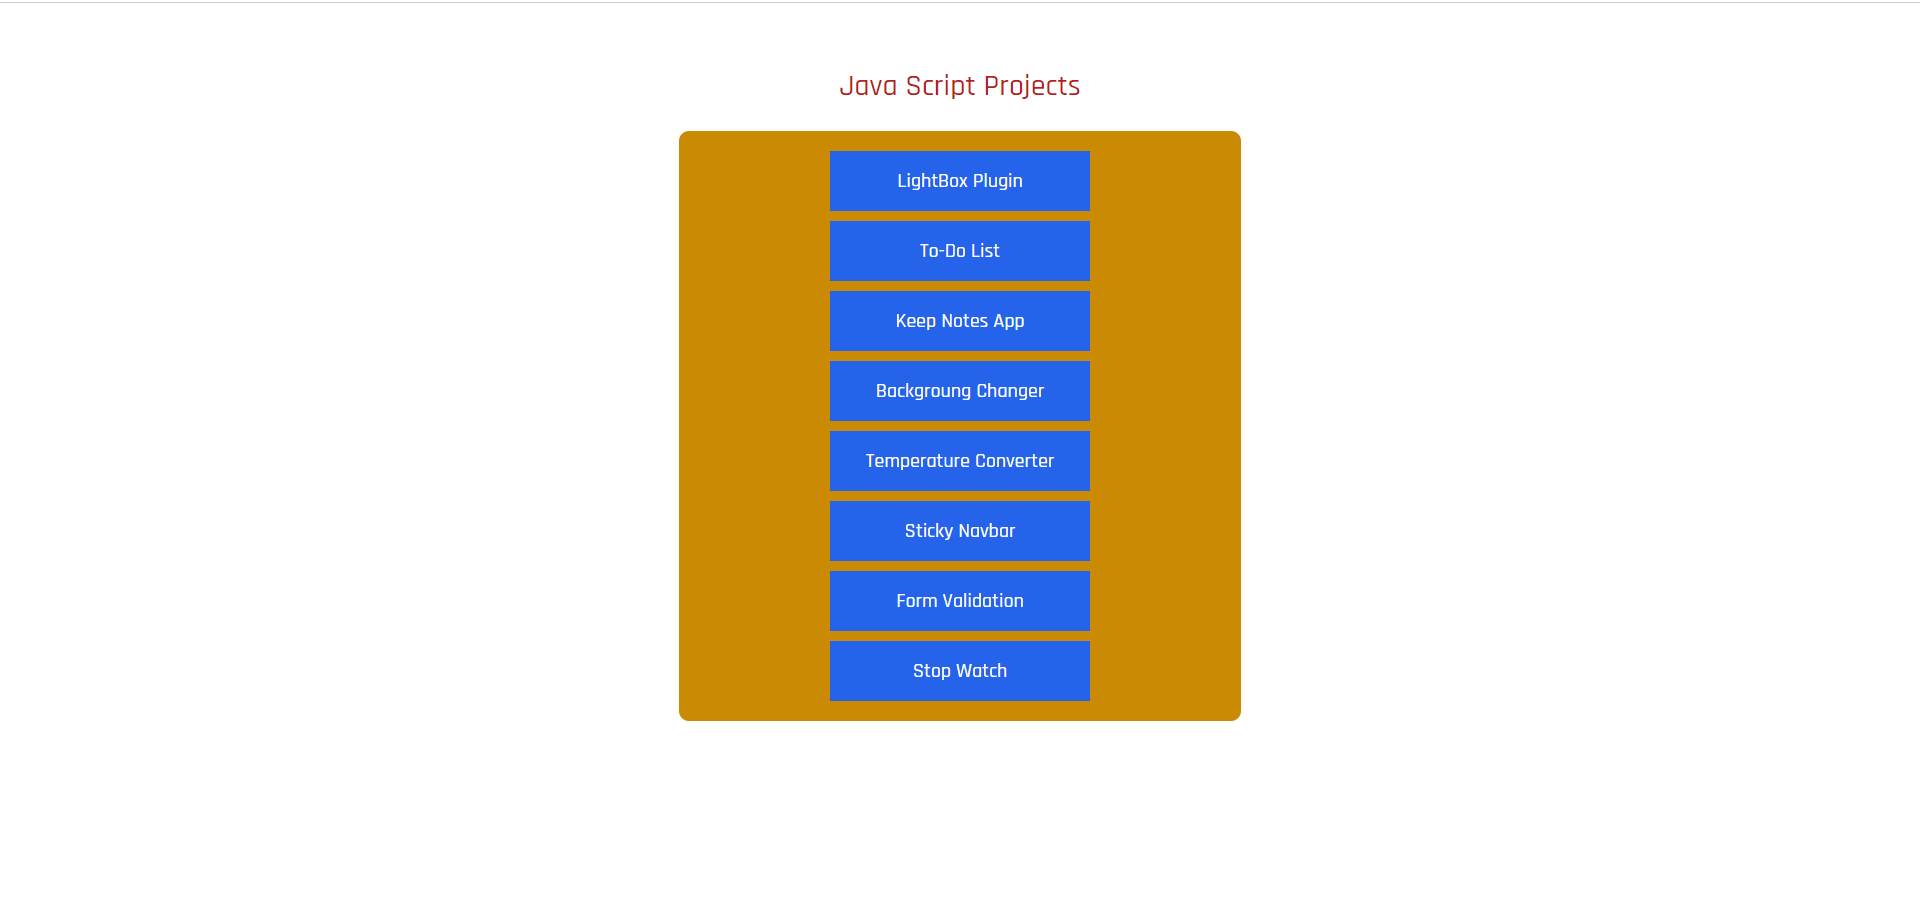 Java Script Projects
LightBox Plugin
To-Do List
Keep Notes App
Backgroung Changer
Temperature Converter
Sticky Navbar
Form Validation
Stop Watch